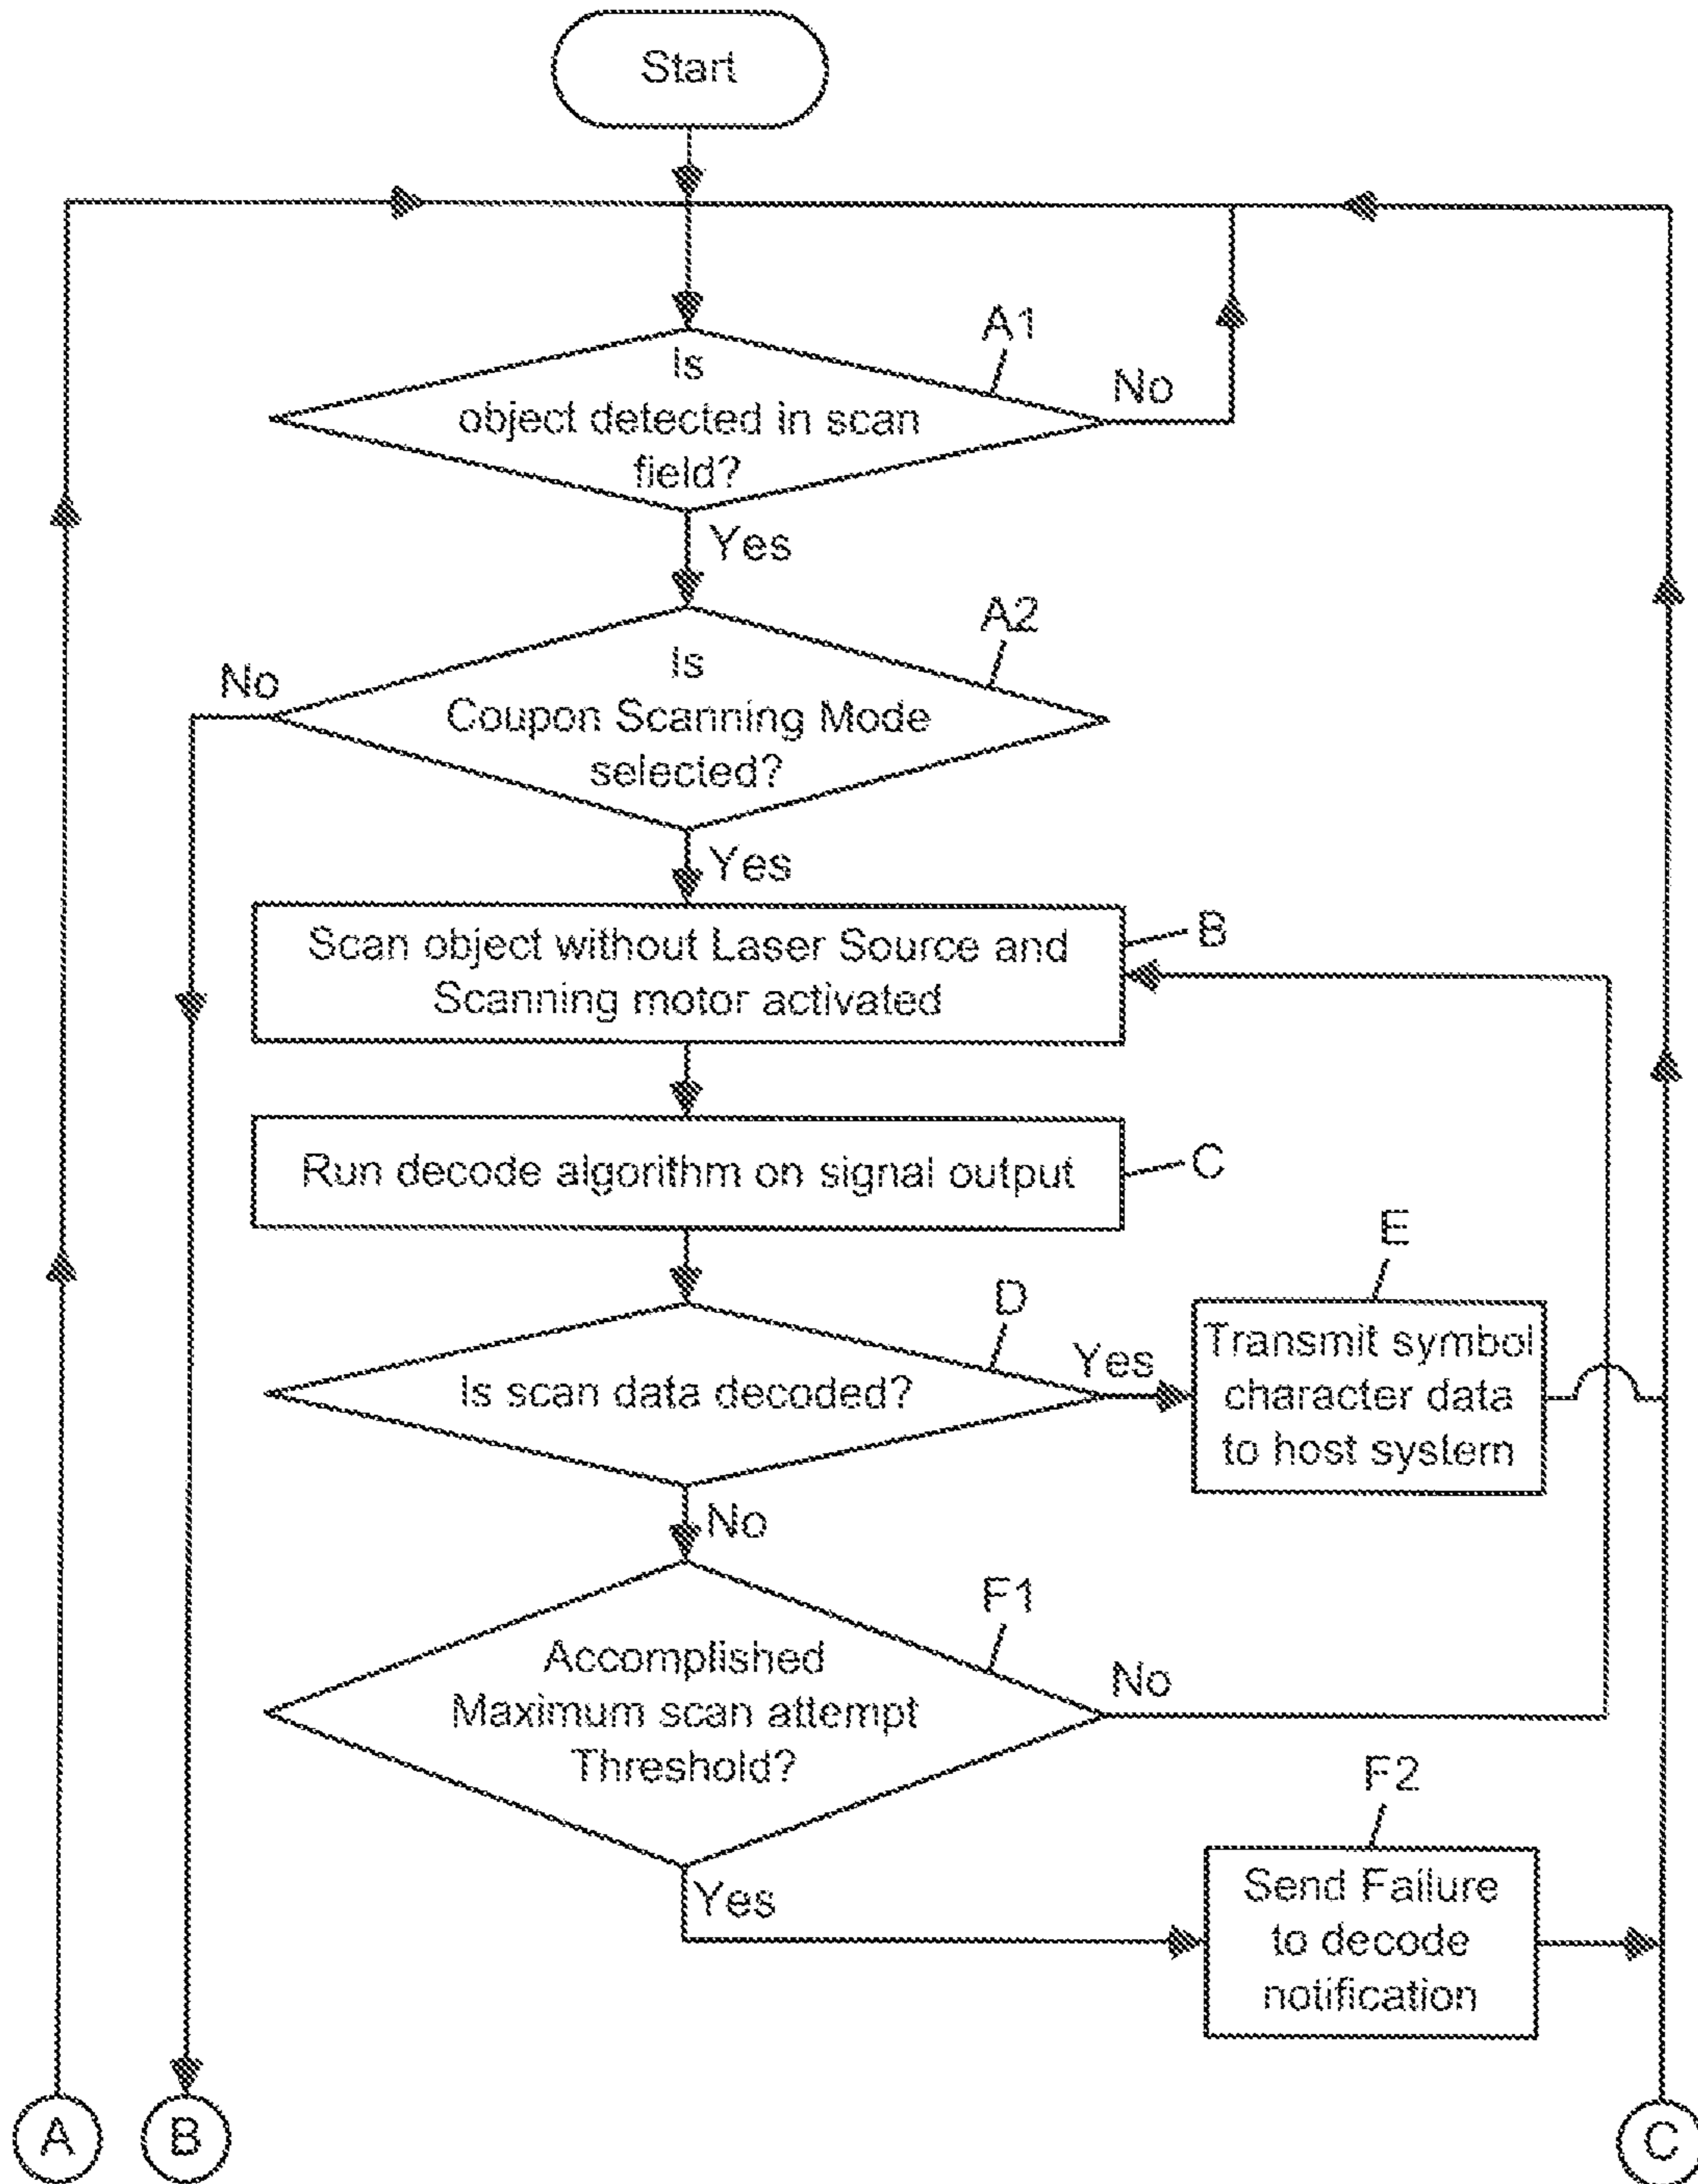 Start
A1
Is
object detected in scan
field?
No
Yes
A2
No
Is
Coupon Scanning Mode
selected?
Yes
Scan object without Laser Source and
Scanning motor activated
B
Run decode algorithm on signal output
C
E
D
Is scan data decoded?
Yes
Transmit symbol
character data
to host system
No
F1
Accomplished
Maximum scan attempt
Threshold?
No
F2
Yes
Send Failure
to decode
notification
A
B
C